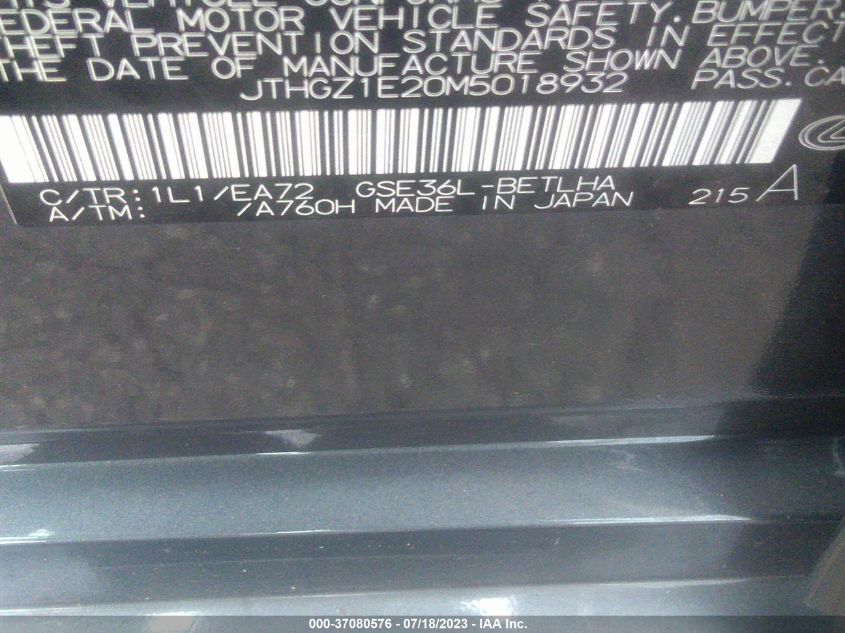 FEDERAL MOTOR VEHICLE SAFETY, BUMPER,
THEFT PREVENTION STANDARDS IN EFFECT
THE DATE OF MANUFACTURE SHOWN ABOVE.
JTHGZ1E20M5018932 PASS. CA
C/TR:1L1/EA72 GSE36L-BETLHA
A/TM: /A760H MADE IN JAPAN 215 A
000-37080576 - 07/18/2023 - IAA Inc.